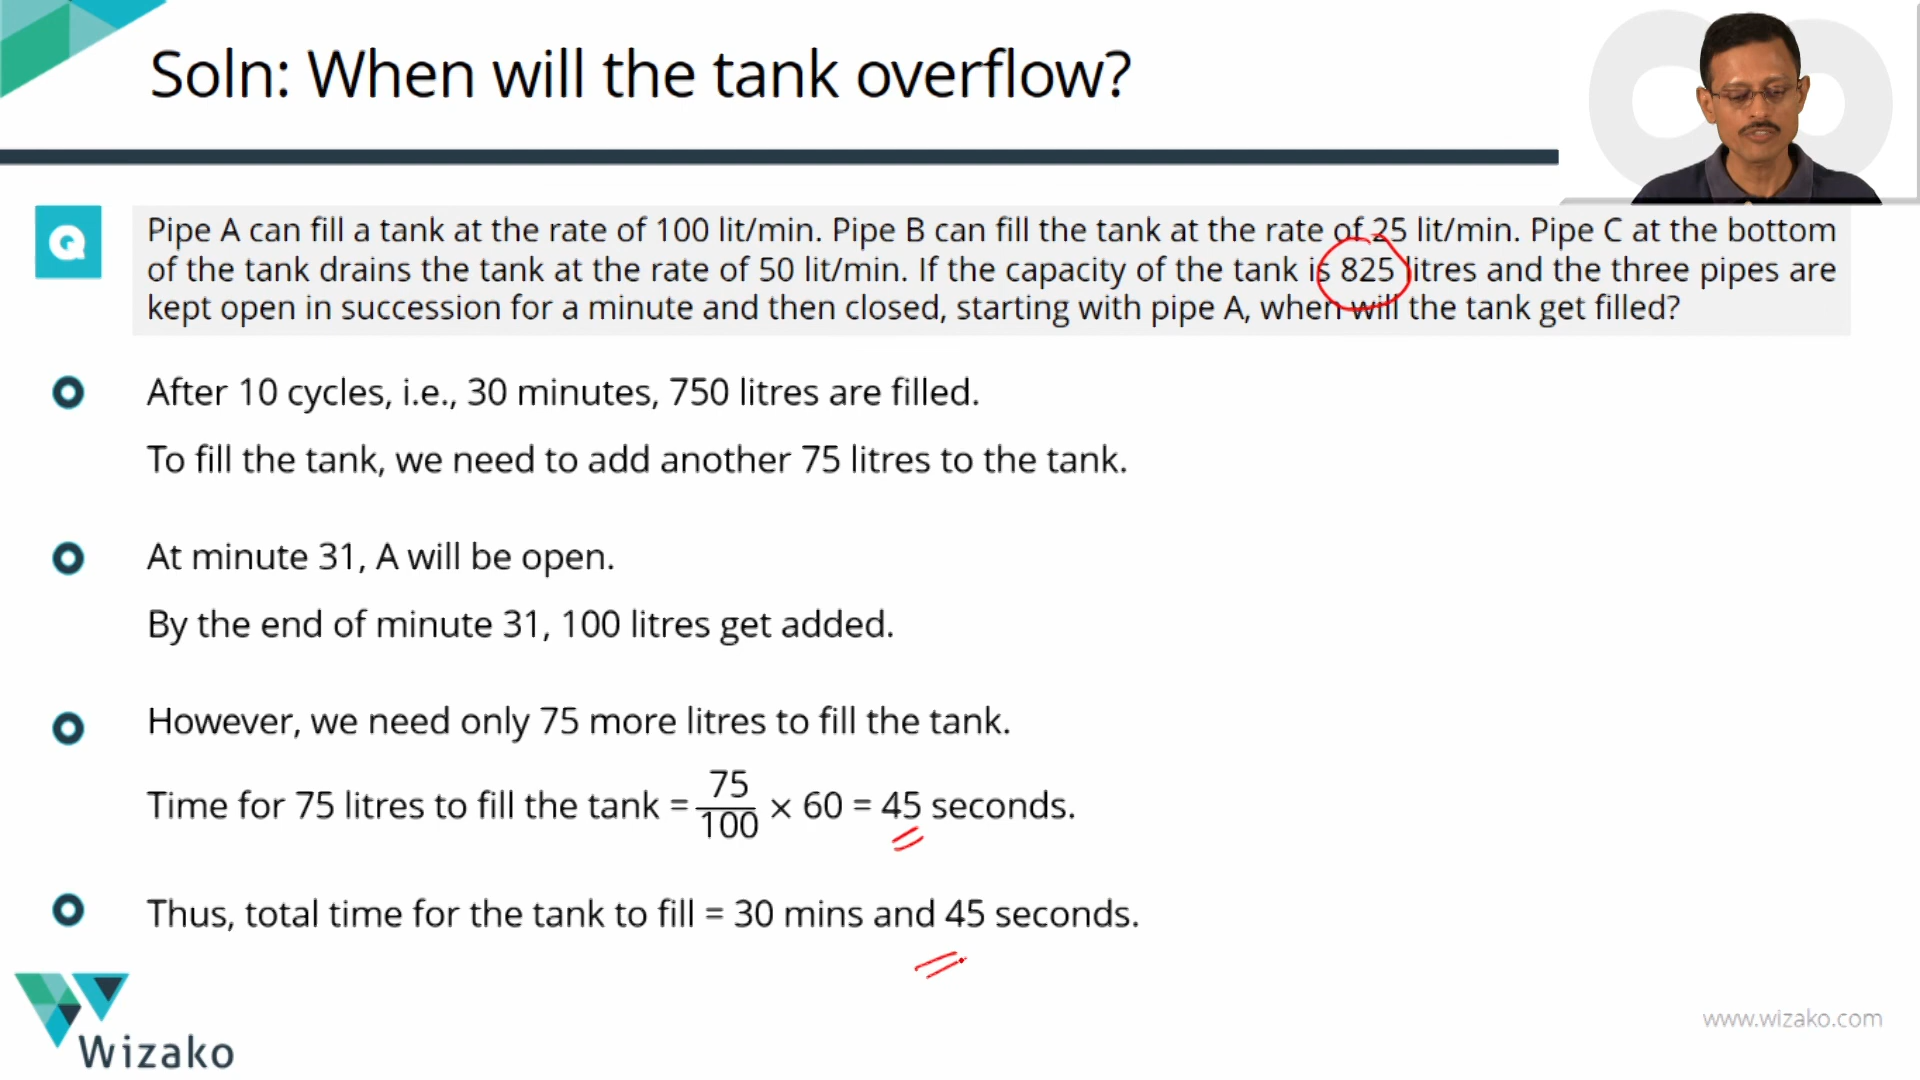 Soln: When will the tank overflow?
Q
Pipe A can fill a tank at the rate of 100 lit/min. Pipe B can fill the tank at the rate of 25 lit/min. Pipe C at the bottom
of the tank drains the tank at the rate of 50 lit/min. If the capacity of the tank is 825 litres and the three pipes are
kept open in succession for a minute and then closed, starting with pipe A, when will the tank get filled?
After 10 cycles, i.e., 30 minutes, 750 litres are filled.
To fill the tank, we need to add another 75 litres to the tank.
At minute 31, A will be open.
By the end of minute 31, 100 litres get added.
However, we need only 75 more litres to fill the tank.
Time for 75 litres to fill the tank = 75/100 × 60 = 45 seconds.
Thus, total time for the tank to fill = 30 mins and 45 seconds.
Wizako
www.wizako.com